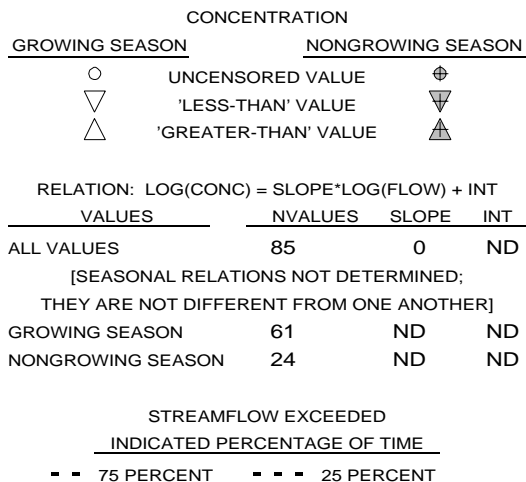 CONCENTRATION
GROWING SEASON NONGROWING SEASON
UNCENSORED VALUE
'LESS-THAN' VALUE
'GREATER-THAN' VALUE
RELATION: LOG(CONC) = SLOPE*LOG(FLOW) + INT
VALUES NVALUES SLOPE INT
ALL VALUES 85 0 ND
[SEASONAL RELATIONS NOT DETERMINED;
THEY ARE NOT DIFFERENT FROM ONE ANOTHER]
GROWING SEASON 61 ND ND
NONGROWING SEASON 24 ND ND
STREAMFLOW EXCEEDED
INDICATED PERCENTAGE OF TIME
75 PERCENT 25 PERCENT